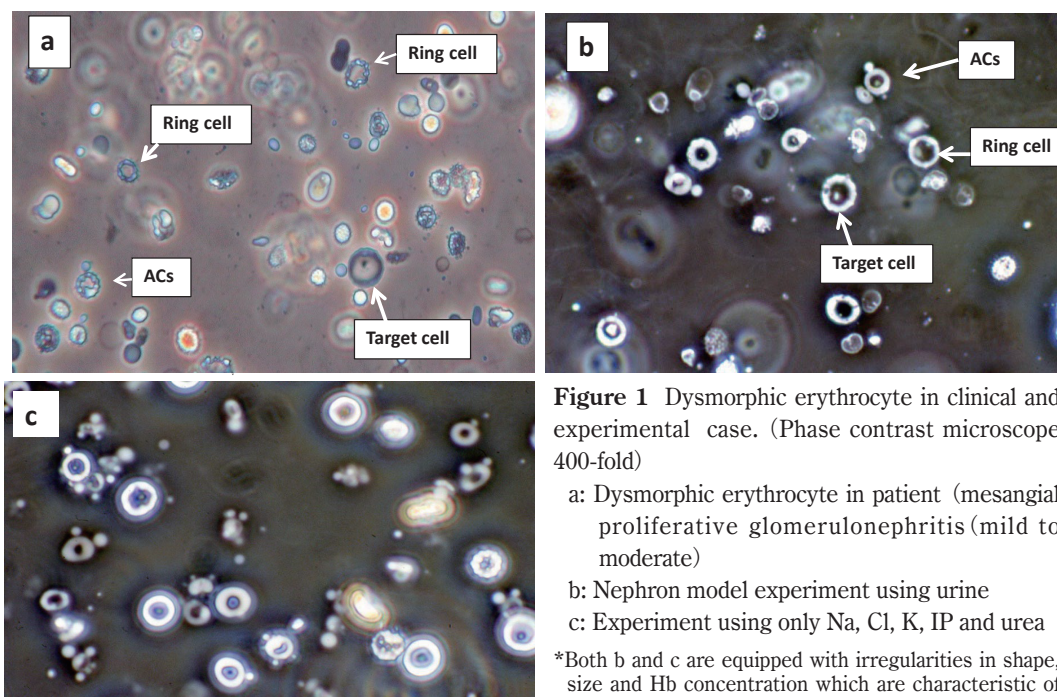 a
Ring cell
Ring cell
ACs
Target cell
b
ACs
Ring cell
Target cell
c
Figure 1 Dysmorphic erythrocyte in clinical and
experimental case. (Phase contrast microscope
400-fold)
a: Dysmorphic erythrocyte in patient (mesangial
proliferative glomerulonephritis (mild to
moderate)
b: Nephron model experiment using urine
c: Experiment using only Na, Cl, K, IP and urea
*Both b and c are equipped with irregularities in shape,
size and Hb concentration which are characteristic of